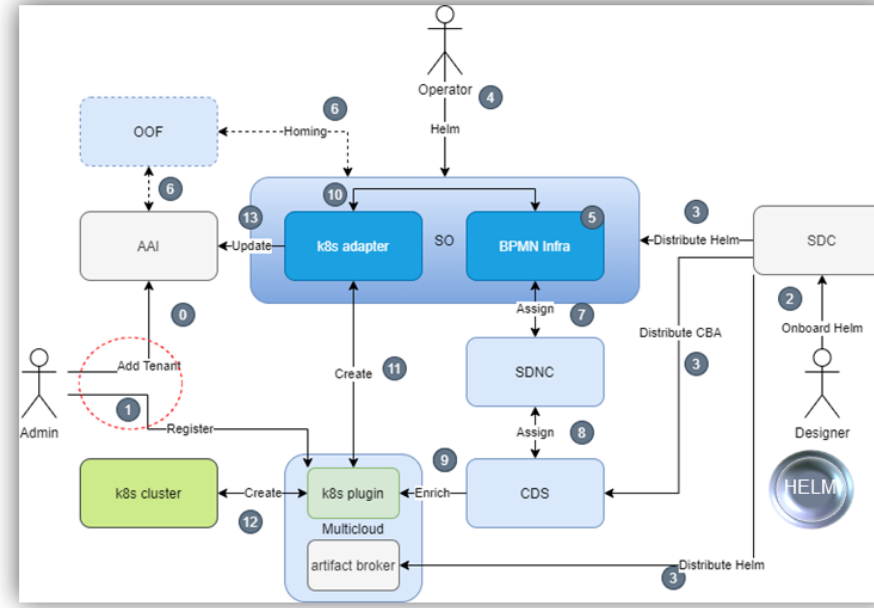 Operator
4
Helm
OOF
6
Homing
6
10
13
k8s adapter
SO
BPMN Infra
5
3
Distribute Helm
SDC
AAI
Update
0
Assign
7
2
Onboard Helm
Distribute CBA
3
Create
11
SDNC
Add Tenant
1
Admin
Register
Assign
8
Designer
9
k8s cluster
Create
12
k8s plugin
Enrich
CDS
HELM
Multicloud
artifact broker
Distribute Helm
3